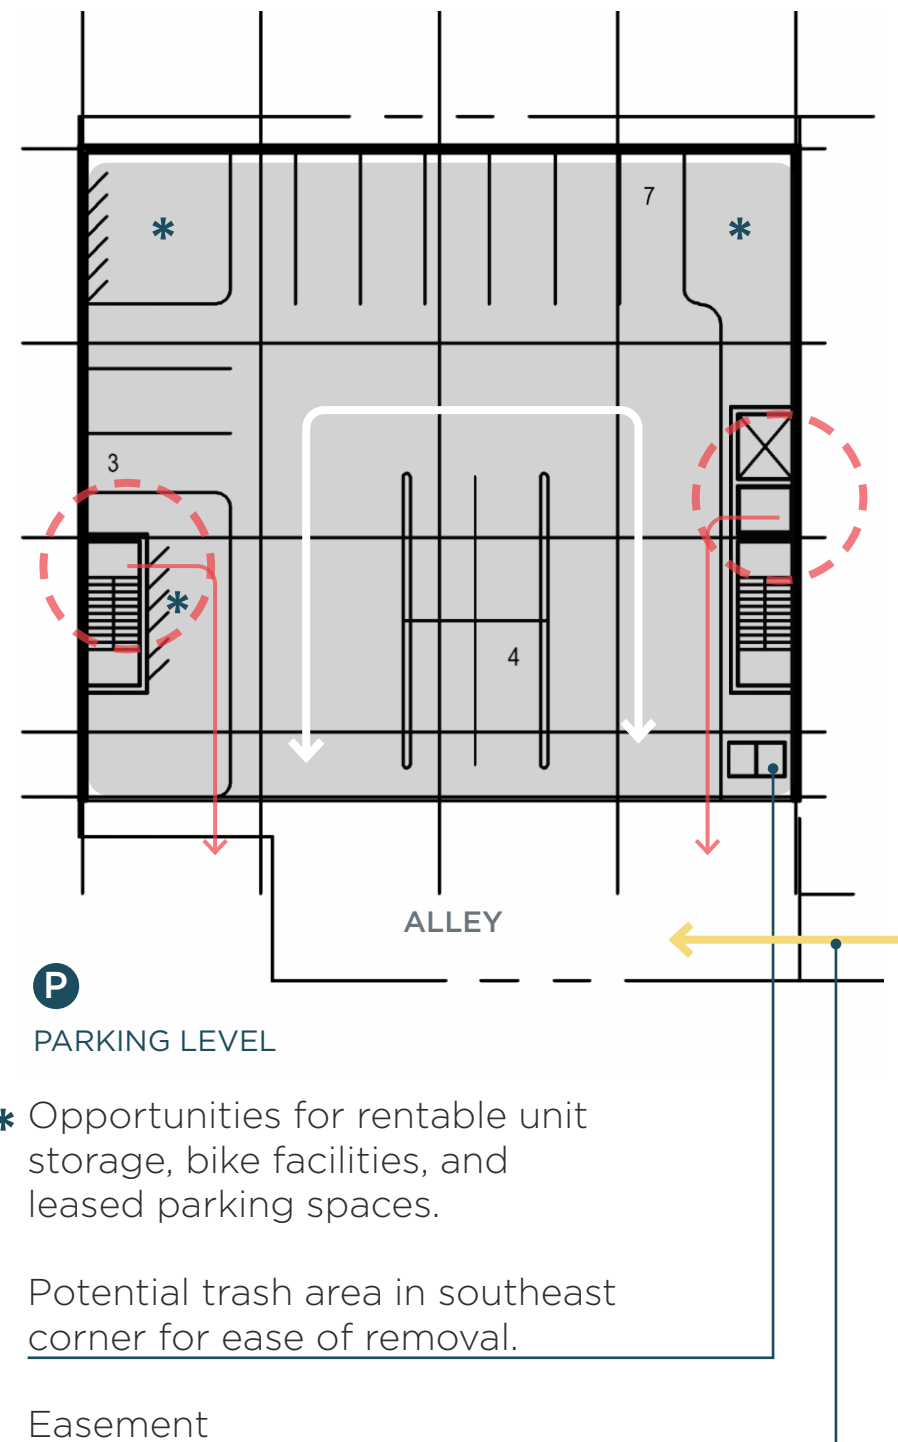 7
*
*
3
*
4
ALLEY
P
PARKING LEVEL
* Opportunities for rentable unit
storage, bike facilities, and
leased parking spaces.
Potential trash area in southeast
corner for ease of removal.
Easement